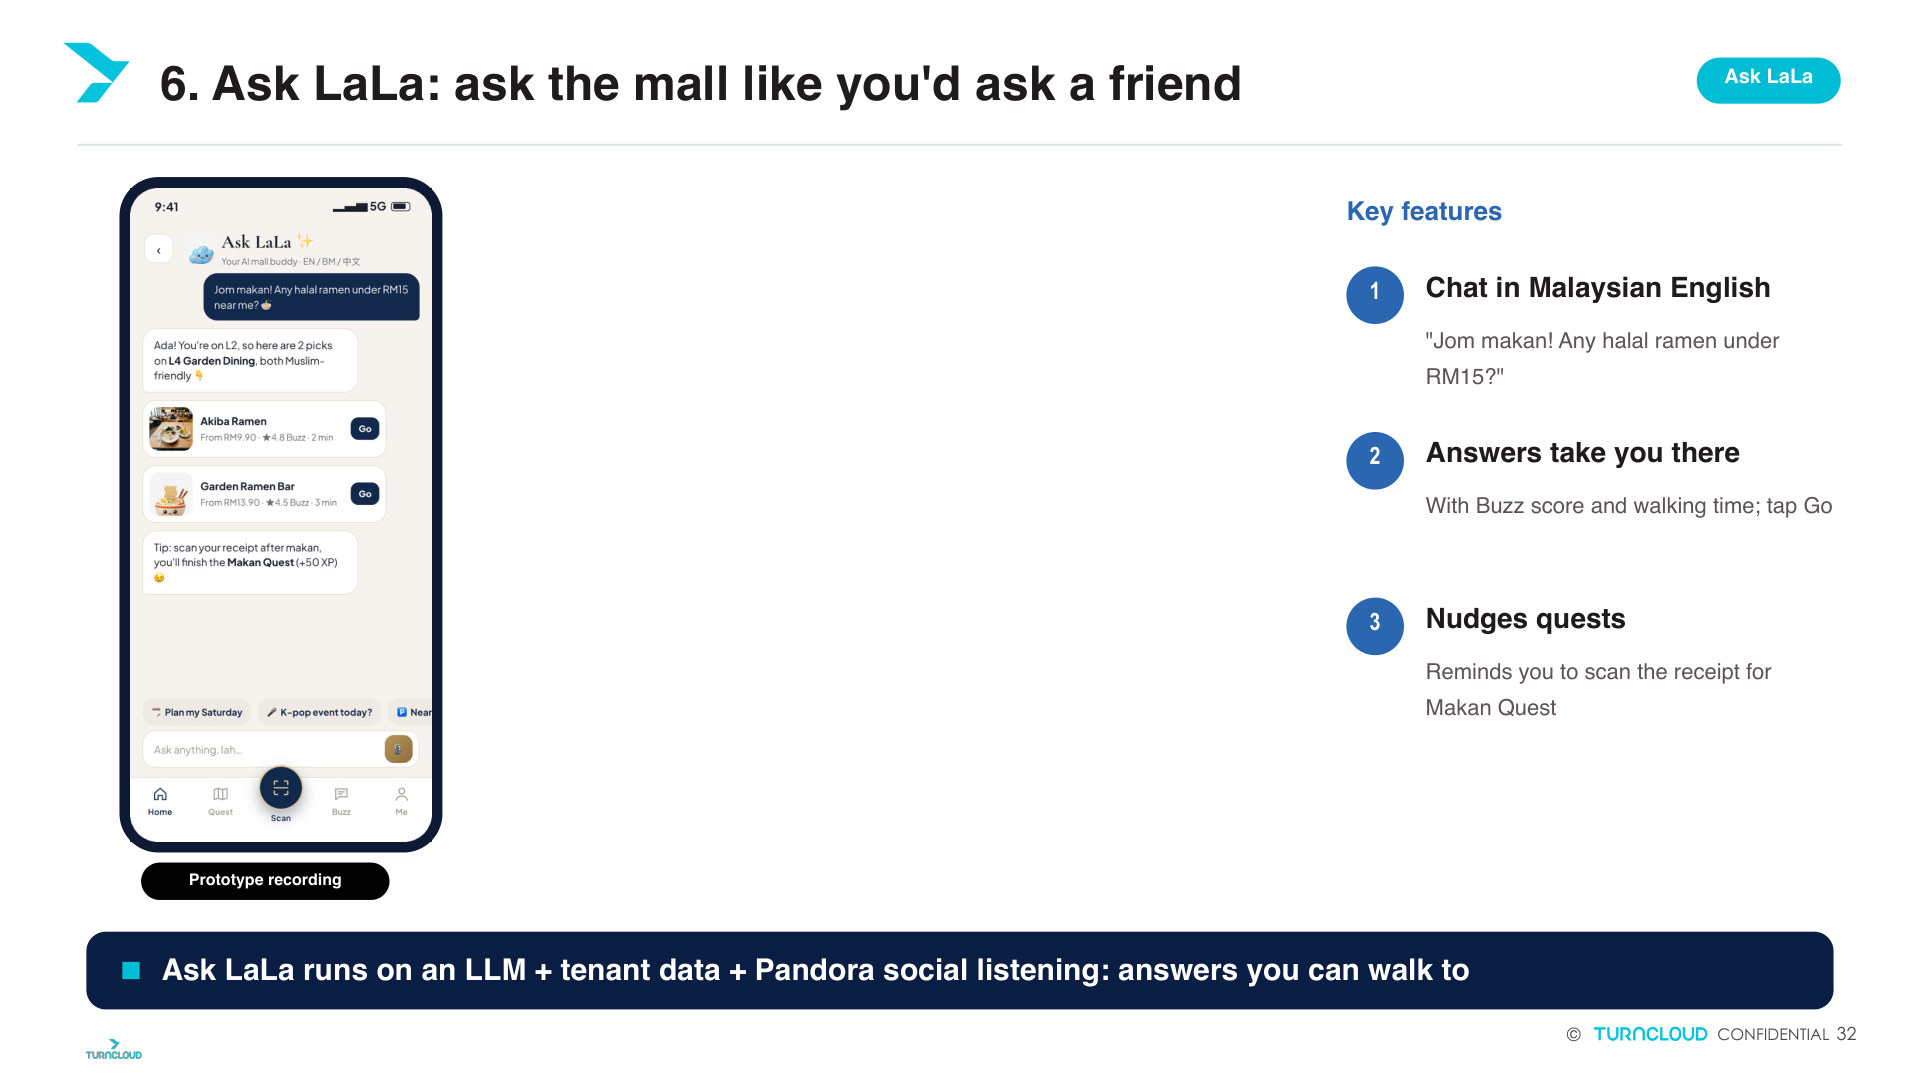 6. Ask LaLa: ask the mall like you'd ask a friend
Ask LaLa
9:41
5G
‹
Ask LaLa ✨
Your AI mall buddy · EN / BM / 中文
Jom makan! Any halal ramen under RM15
near me? 🍜
Ada! You're on L2, so here are 2 picks
on L4 Garden Dining, both Muslim-
friendly 👇
Akiba Ramen
From RM9.90 · ★4.8 Buzz · 2 min
Go
Garden Ramen Bar
From RM13.90 · ★4.5 Buzz · 3 min
Go
Tip: scan your receipt after makan,
you'll finish the Makan Quest (+50 XP)
😉
Plan my Saturday
K-pop event today?
🅿 Near
Ask anything, lah...
Home
Quest
Scan
Buzz
Me
Prototype recording
Key features
1
Chat in Malaysian English
"Jom makan! Any halal ramen under
RM15?"
2
Answers take you there
With Buzz score and walking time; tap Go
3
Nudges quests
Reminds you to scan the receipt for
Makan Quest
Ask LaLa runs on an LLM + tenant data + Pandora social listening: answers you can walk to
TURNCLOUD
© TURNCLOUD CONFIDENTIAL 32